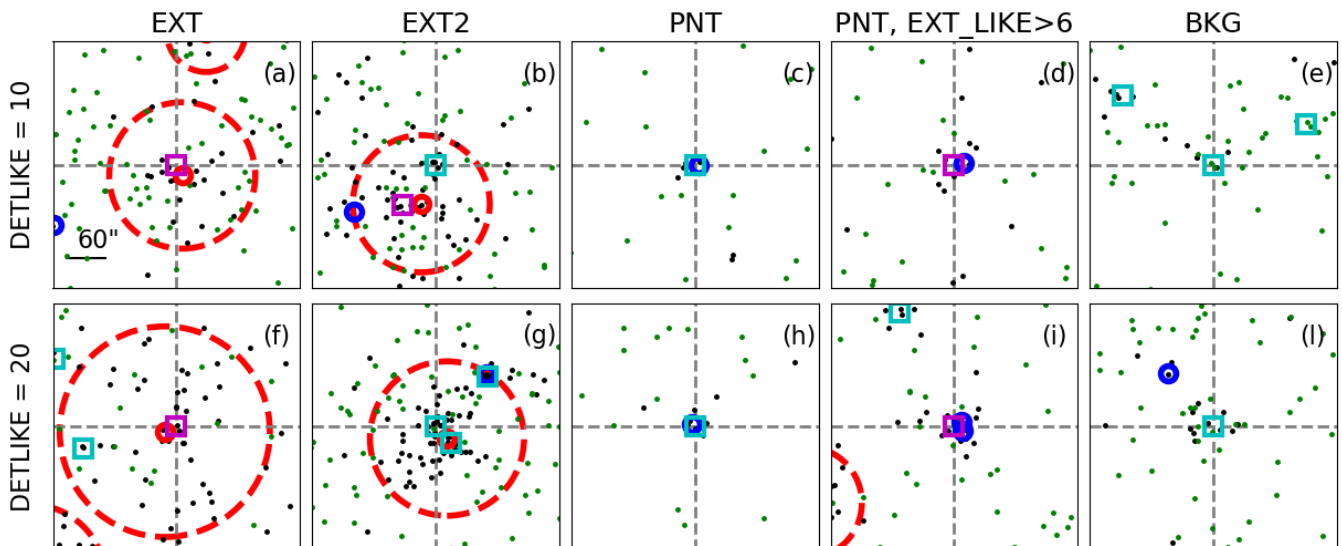 EXT EXT2 PNT PNT, EXT_LIKE>6 BKG
DETLIKE = 10
(a) (b) (c) (d) (e)
60"
DETLIKE = 20
(f) (g) (h) (i) (l)